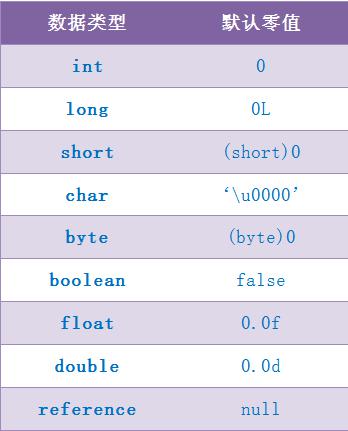 数据类型 默认零值
int 0
long 0L
short (short)0
char ‘\u0000’
byte (byte)0
boolean false
float 0.0f
double 0.0d
reference null